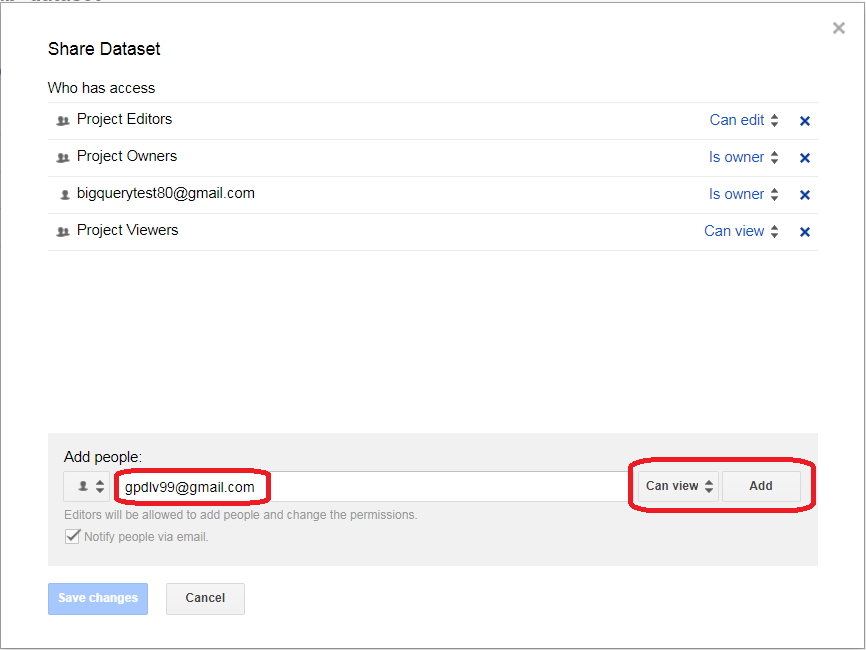 Share Dataset
Who has access
Project Editors Can edit
Project Owners Is owner
bigquerytest80@gmail.com Is owner
Project Viewers Can view
Add people:
gpdlv99@gmail.com Can view Add
Editors will be allowed to add people and change the permissions.
Notify people via email.
Save changes Cancel